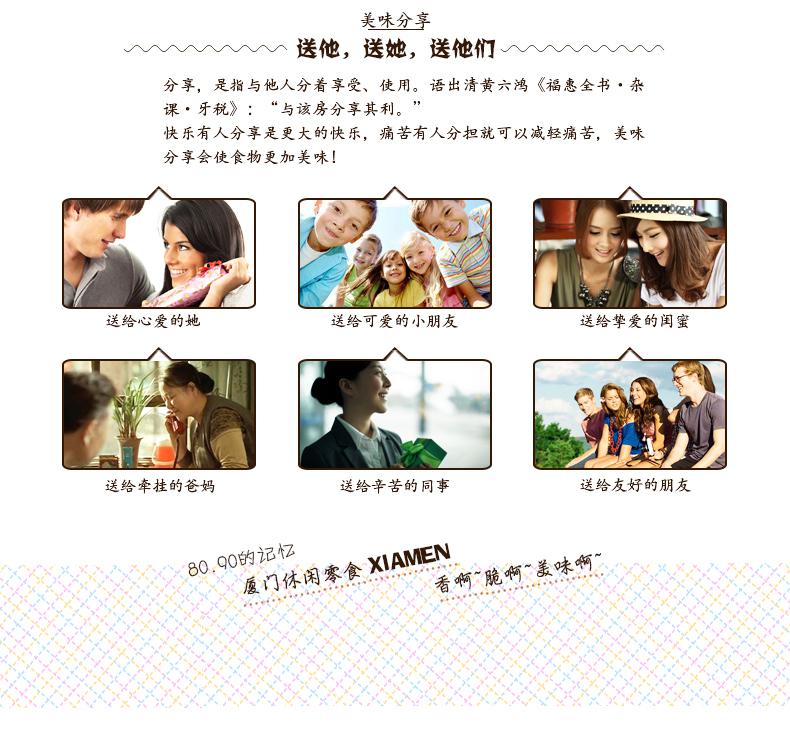 美味分享
送他，送她，送他们
分享，是指与他人分着享受、使用。语出清黄六鸿《福惠全书·杂
课·牙税》：“与该房分享其利。”
快乐有人分享是更大的快乐，痛苦有人分担就可以减轻痛苦，美味
分享会使食物更加美味！
送给心爱的她
送给可爱的小朋友
送给挚爱的闺蜜
送给牵挂的爸妈
送给辛苦的同事
送给友好的朋友
80.90的记忆
厦门休闲零食 XIAMEN
香啊~脆啊~美味啊~